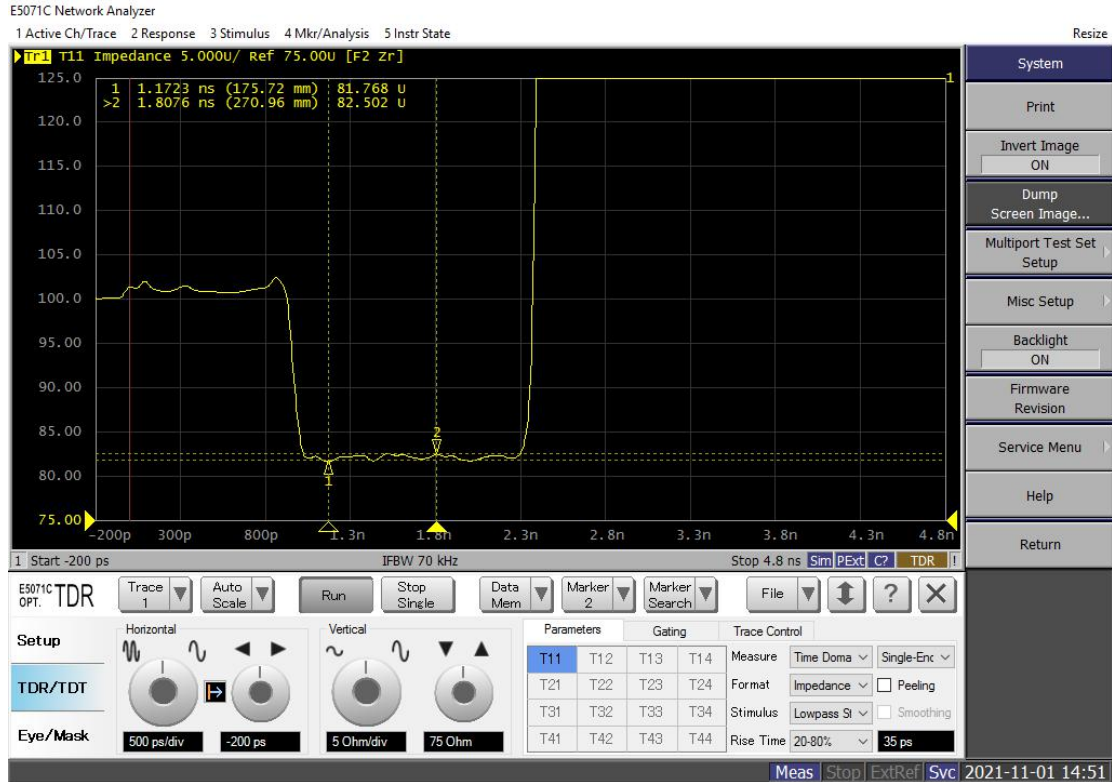 E5071C Network Analyzer
1 Active Ch/Trace 2 Response 3 Stimulus 4 Mkr/Analysis 5 Instr State Resize
Tr1 T11 Impedance 5.000U/ Ref 75.00U [F2 Zr]
1 1.1723 ns (175.72 mm) 81.768 U
>2 1.8076 ns (270.96 mm) 82.502 U
125.0
120.0
115.0
110.0
105.0
100.0
95.00
90.00
85.00
80.00
75.00
1
2
1
-200p 300p 800p 1.3n 1.8n 2.3n 2.8n 3.3n 3.8n 4.3n 4.8n
1 Start -200 ps IFBW 70 kHz Stop 4.8 ns Sim PExt C? TDR !
System
Print
Invert Image
ON
Dump
Screen Image...
Multiport Test Set
Setup
Misc Setup
Backlight
ON
Firmware
Revision
Service Menu
Help
Return
E5071C OPT. TDR
Trace 1
Auto Scale
Run
Stop Single
Data Mem
Marker 2
Marker Search
File
?
X
Setup
TDR/TDT
Eye/Mask
Horizontal
500 ps/div -200 ps
Vertical
5 Ohm/div 75 Ohm
Parameters Gating Trace Control
T11 T12 T13 T14
T21 T22 T23 T24
T31 T32 T33 T34
T41 T42 T43 T44
Measure Time Doma Single-Enc
Format Impedance Peeling
Stimulus Lowpass St Smoothing
Rise Time 20-80% 35 ps
Meas Stop ExtRef Svc 2021-11-01 14:51